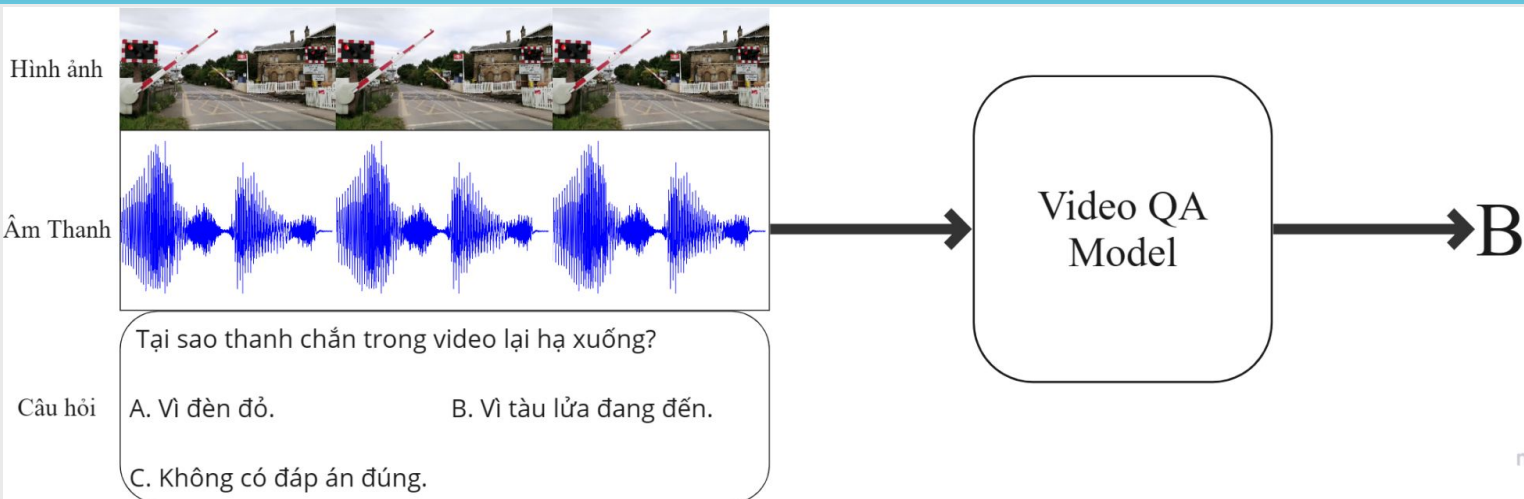 Hình ảnh
Âm Thanh
Tại sao thanh chắn trong video lại hạ xuống?
Câu hỏi
A. Vì đèn đỏ.
B. Vì tàu lửa đang đến.
C. Không có đáp án đúng.
Video QA
Model
B